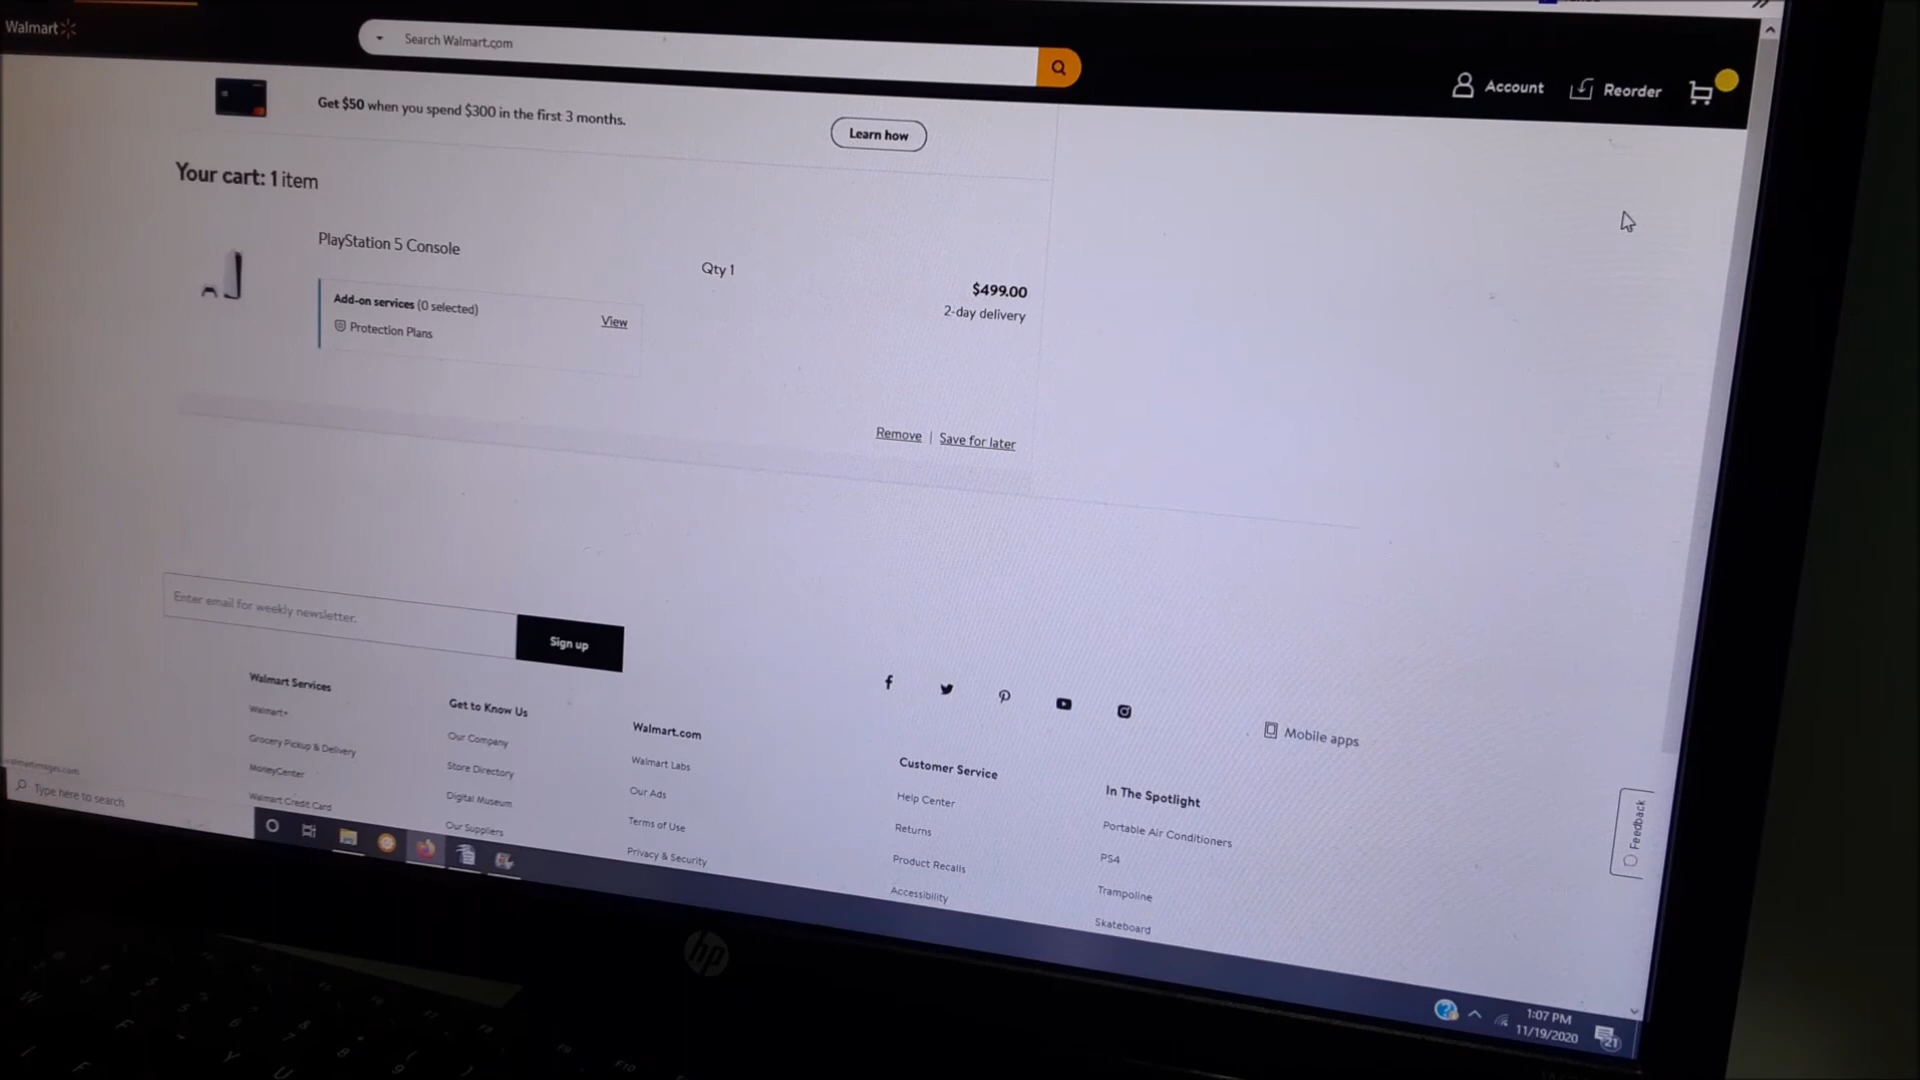 Walmart
Search Walmart.com
Account
Reorder
Get $50 when you spend $300 in the first 3 months.
Learn how
Your cart: 1 item
PlayStation 5 Console
Qty 1
$499.00
2-day delivery
Add-on services (0 selected)
View
Protection Plans
Remove | Save for later
Enter email for weekly newsletter.
Sign up
Mobile apps
Walmart Services
Walmart+
Grocery Pickup & Delivery
MoneyCenter
Walmart Credit Card
Get to Know Us
Our Company
Store Directory
Digital Museum
Our Suppliers
Walmart.com
Walmart Labs
Our Ads
Terms of Use
Privacy & Security
Customer Service
Help Center
Returns
Product Recalls
Accessibility
In The Spotlight
Portable Air Conditioners
PS4
Trampoline
Skateboard
Feedback
Type here to search
1:07 PM
11/19/2020
21
hp